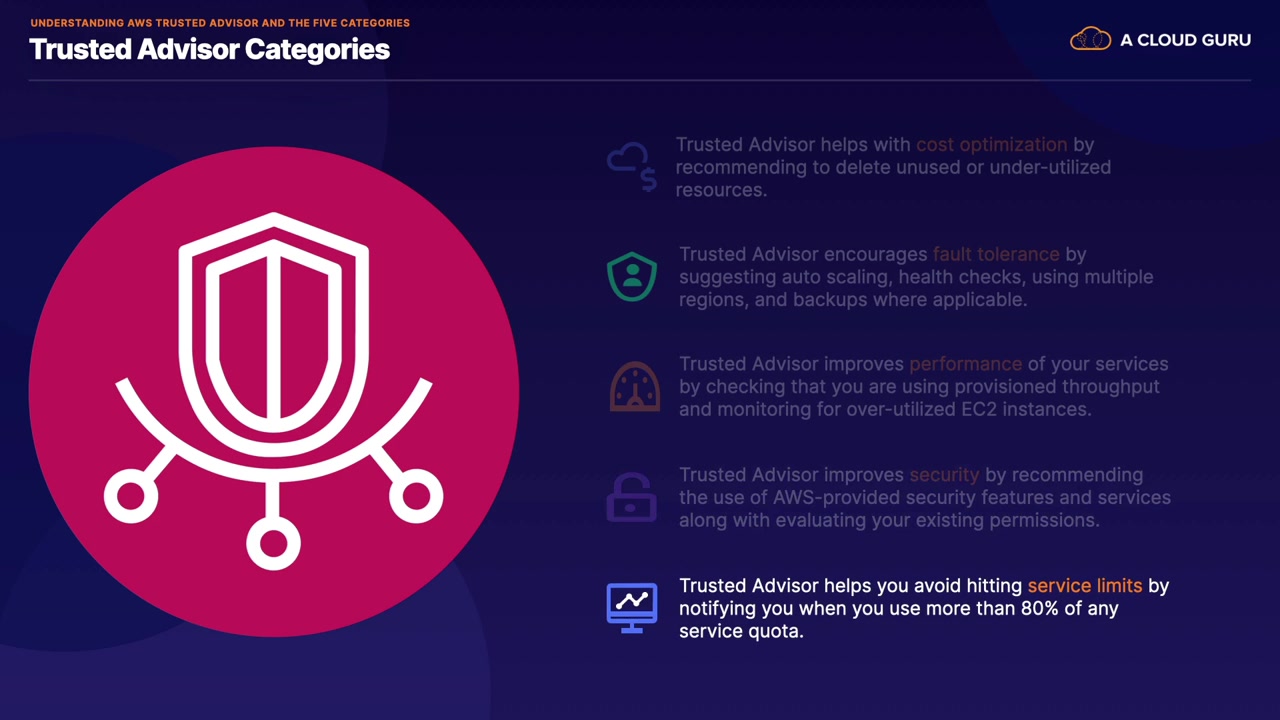 UNDERSTANDING AWS TRUSTED ADVISOR AND THE FIVE CATEGORIES
Trusted Advisor Categories
A CLOUD GURU
Trusted Advisor helps with cost optimization by
recommending to delete unused or under-utilized
resources.
Trusted Advisor encourages fault tolerance by
suggesting auto scaling, health checks, using multiple
regions, and backups where applicable.
Trusted Advisor improves performance of your services
by checking that you are using provisioned throughput
and monitoring for over-utilized EC2 instances.
Trusted Advisor improves security by recommending
the use of AWS-provided security features and services
along with evaluating your existing permissions.
Trusted Advisor helps you avoid hitting service limits by
notifying you when you use more than 80% of any
service quota.